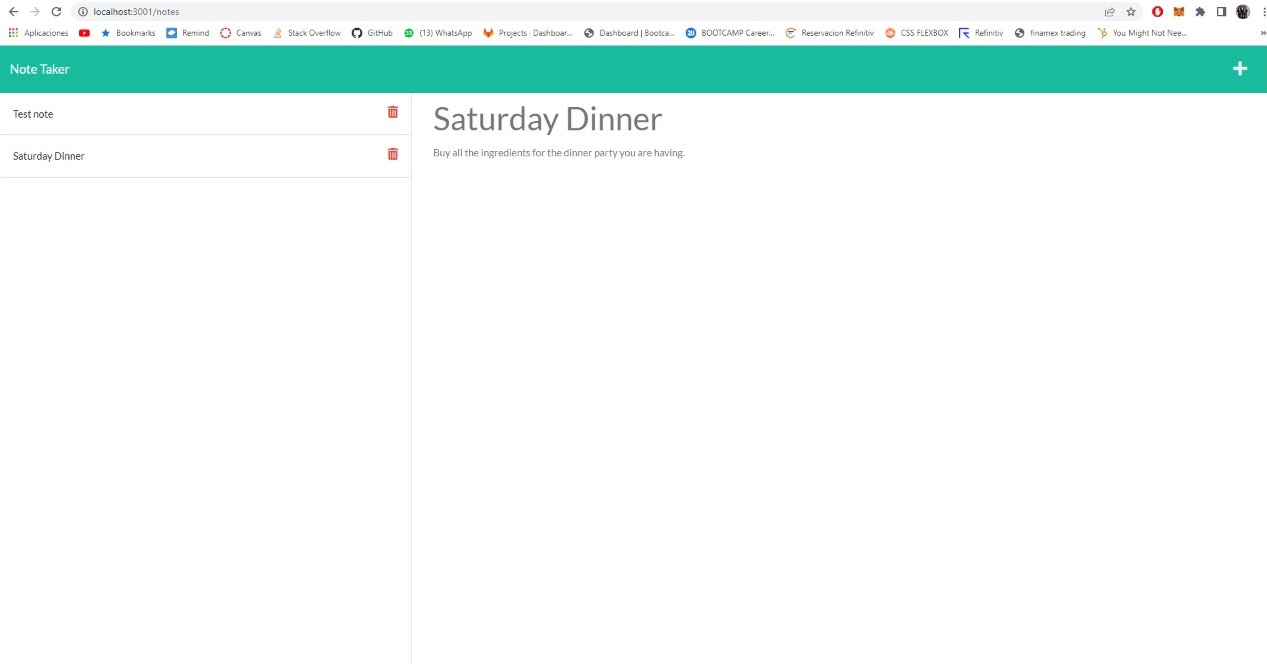 localhost:3001/notes
Aplicaciones Bookmarks Remind Canvas Stack Overflow GitHub 33 (13) WhatsApp Projects - Dashboar... Dashboard | Bootca... 2U BOOTCAMP Career... Reservacion Refinitiv CSS FLEXBOX Refinitiv finamex trading You Might Not Nee... »
Note Taker
Test note
Saturday DInner
Saturday Dinner
Buy all the ingredients for the dinner party you are having.